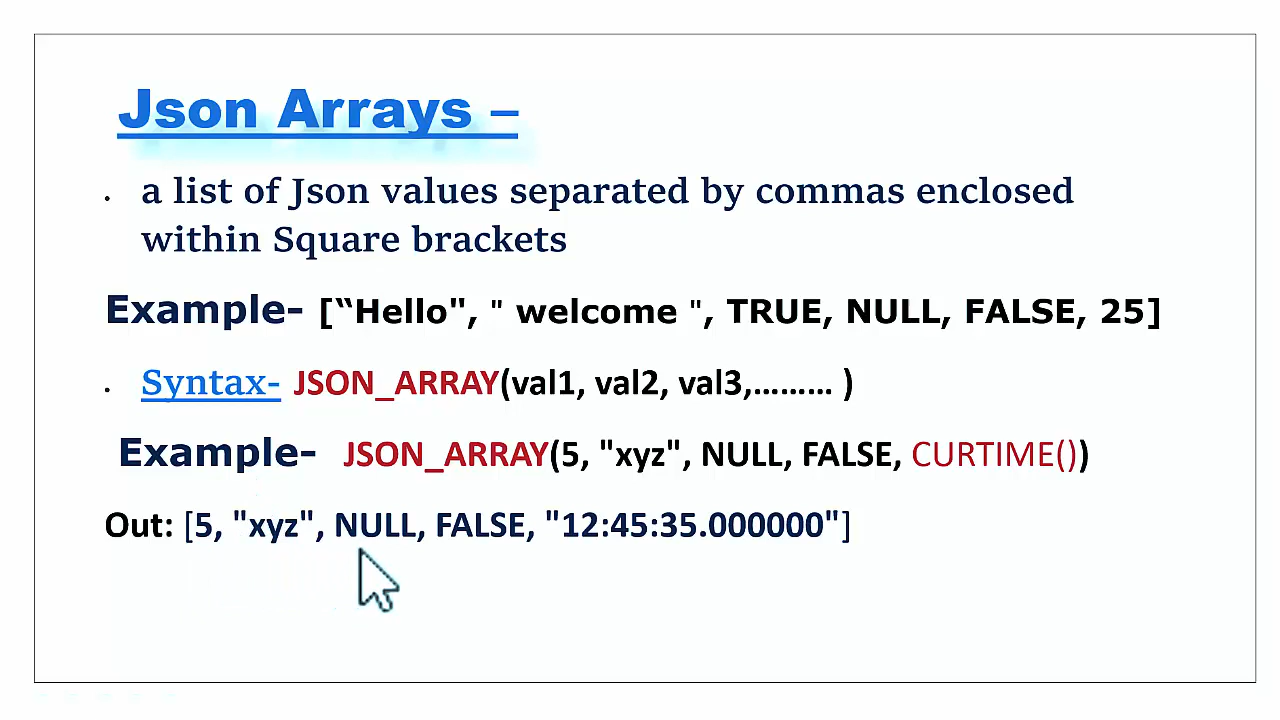 Json Arrays –
• a list of Json values separated by commas enclosed
within Square brackets
Example- [“Hello", " welcome ", TRUE, NULL, FALSE, 25]
• Syntax- JSON_ARRAY(val1, val2, val3,……… )
Example- JSON_ARRAY(5, "xyz", NULL, FALSE, CURTIME())
Out: [5, "xyz", NULL, FALSE, "12:45:35.000000"]